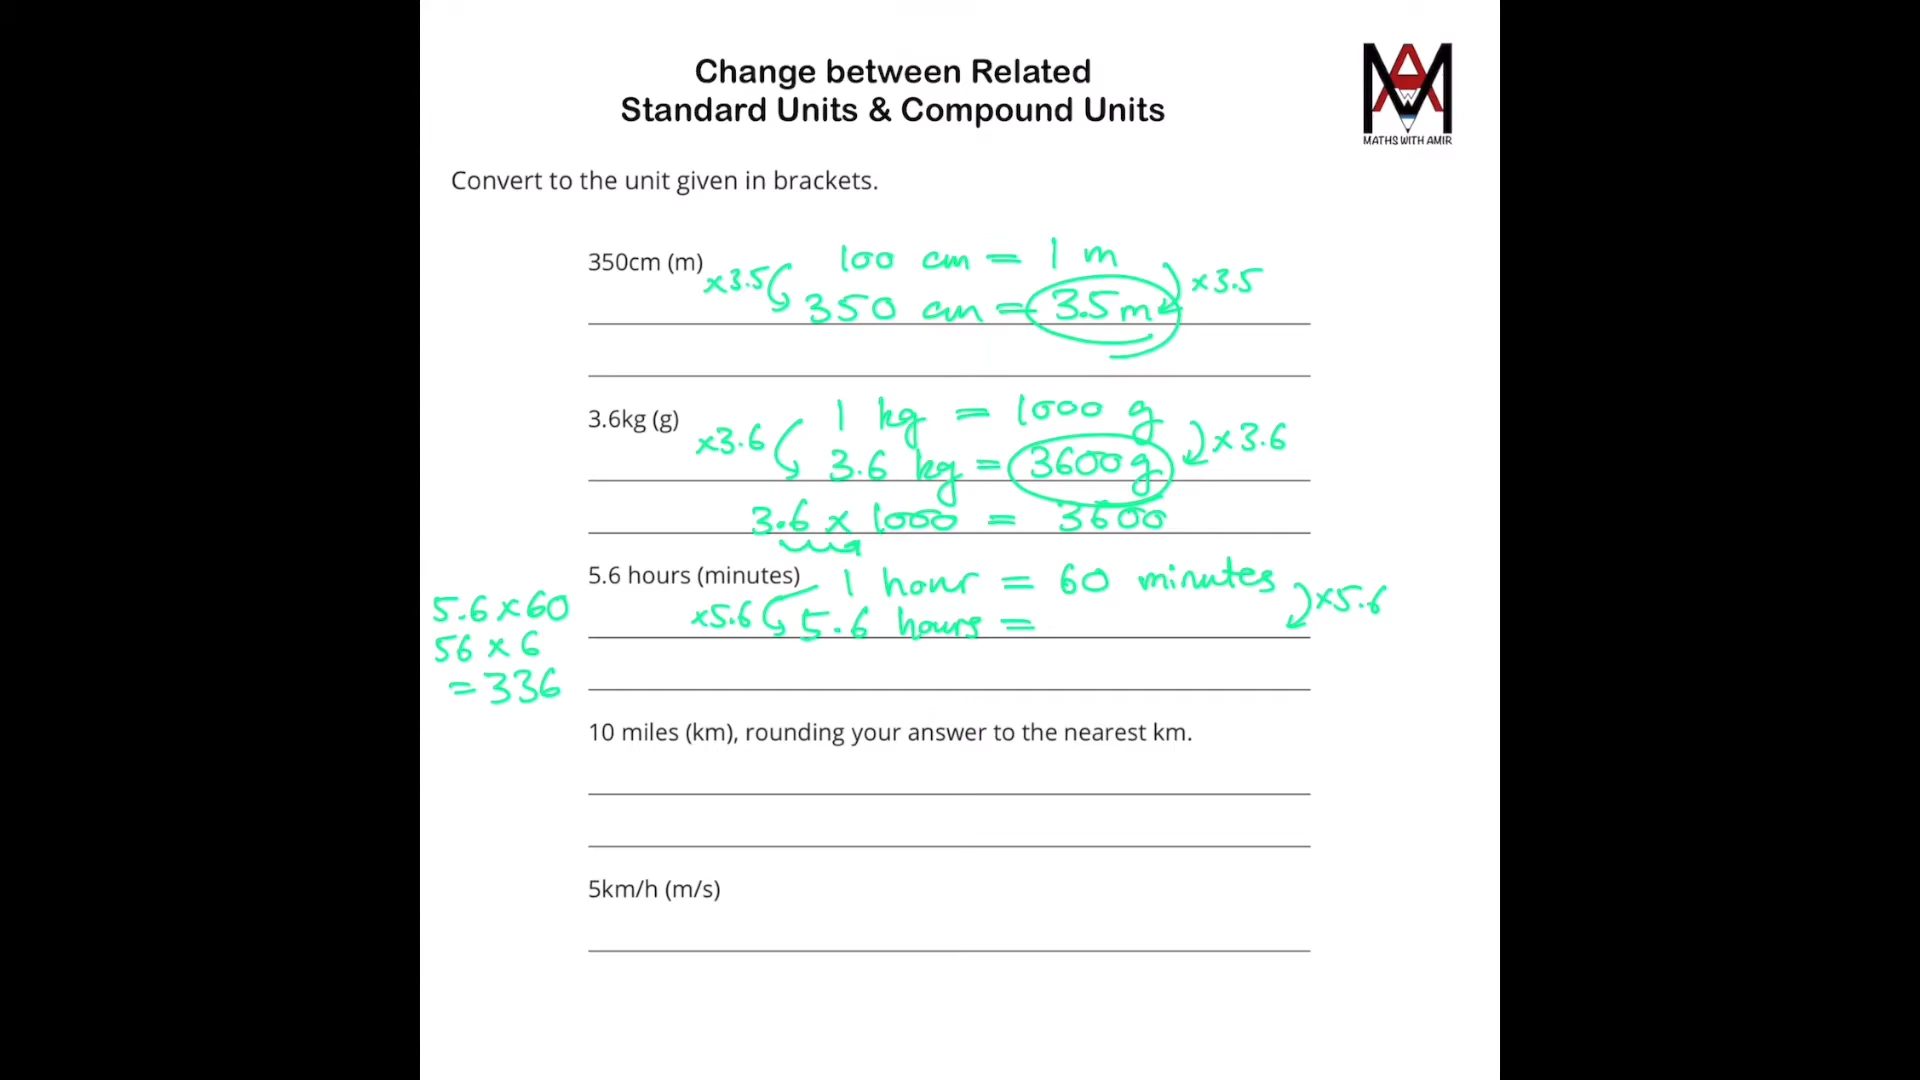 Change between Related
Standard Units & Compound Units
MATHS WITH AMIR
Convert to the unit given in brackets.
350cm (m)
100 cm = 1 m
×3.5
350 cm = 3.5m
×3.5
3.6kg (g)
1 kg = 1000 g
×3.6
3.6 kg = 3600g
×3.6
3.6 × 1000 = 3600
5.6 hours (minutes)
1 hour = 60 minutes
×5.6
5.6 hours =
×5.6
5.6 × 60
56 × 6
= 336
10 miles (km), rounding your answer to the nearest km.
5km/h (m/s)